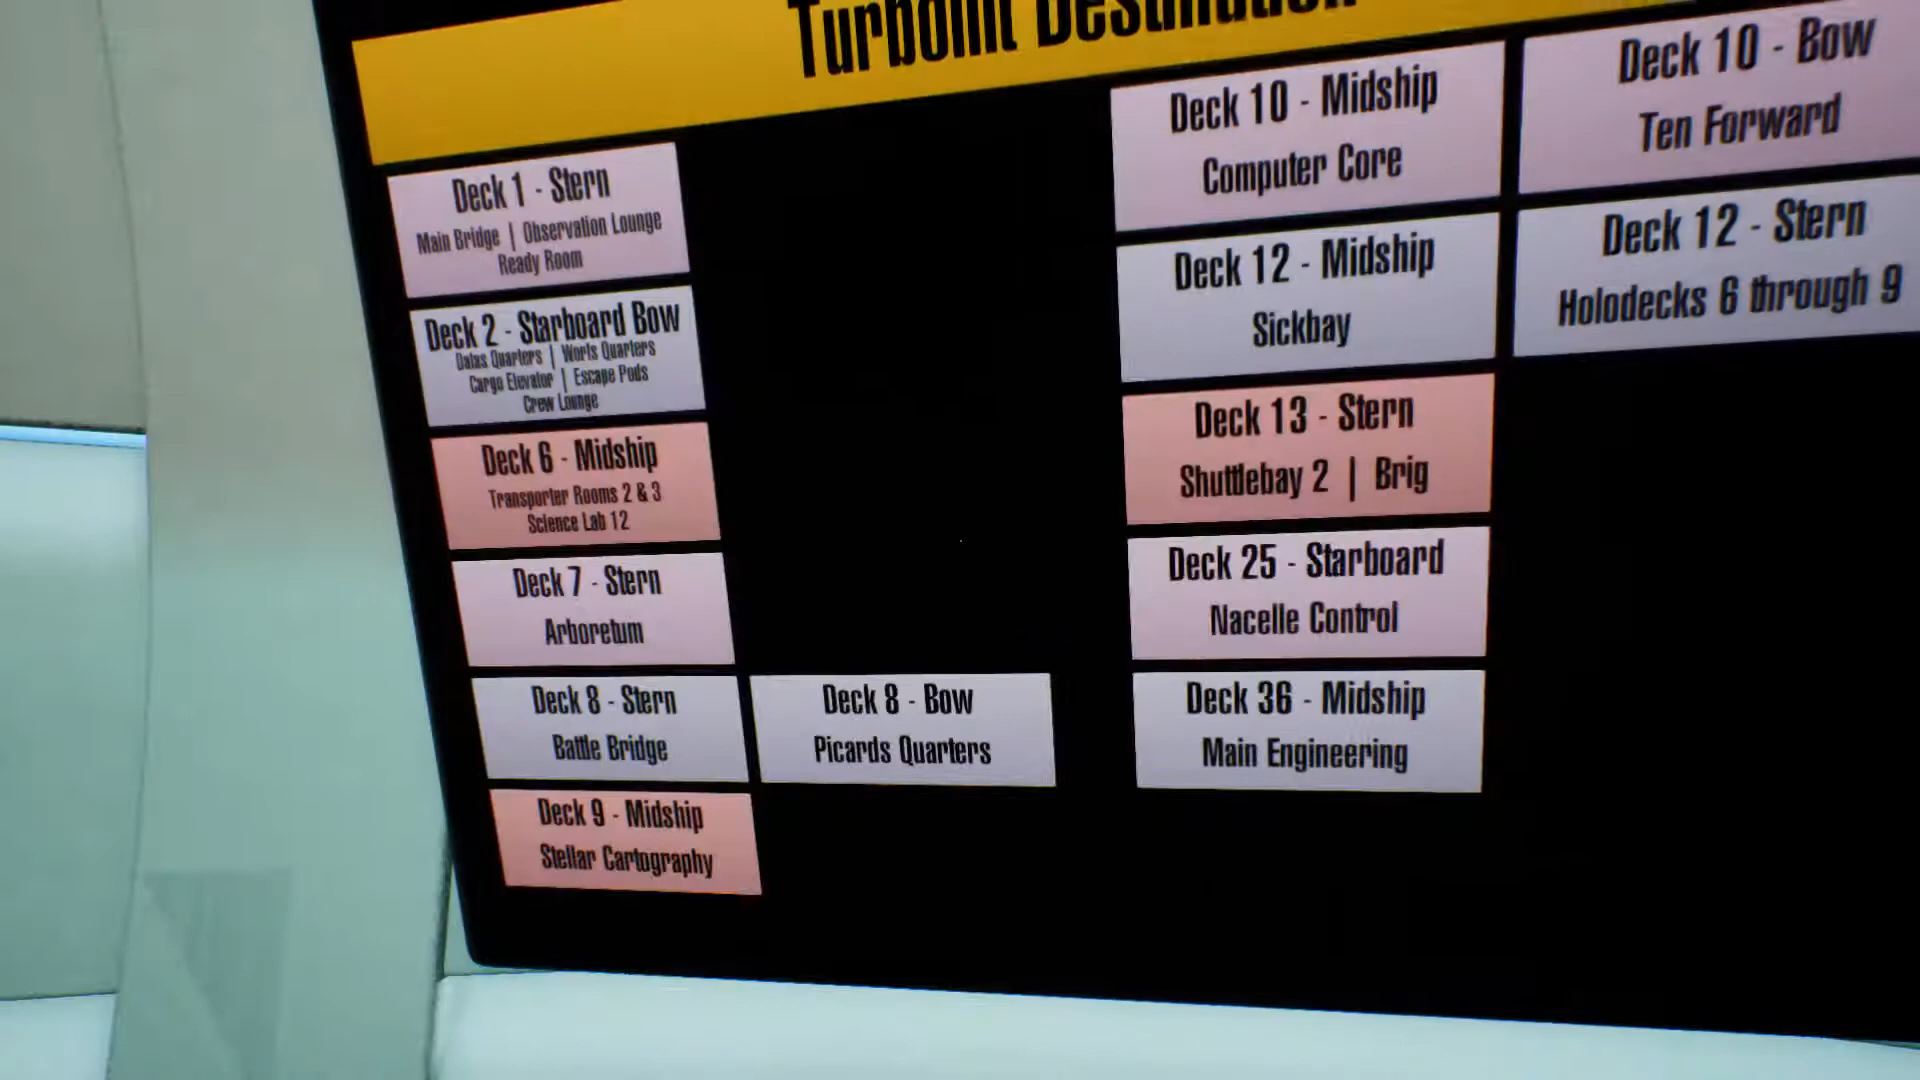 Turbolift Destination
Deck 1 - Stern
Main Bridge | Observation Lounge
Ready Room
Deck 2 - Starboard Bow
Datas Quarters | Worfs Quarters
Cargo Elevator | Escape Pods
Crew Lounge
Deck 6 - Midship
Transporter Rooms 2 & 3
Science Lab 12
Deck 7 - Stern
Arboretum
Deck 8 - Stern
Battle Bridge
Deck 8 - Bow
Picards Quarters
Deck 9 - Midship
Stellar Cartography
Deck 10 - Midship
Computer Core
Deck 10 - Bow
Ten Forward
Deck 12 - Midship
Sickbay
Deck 12 - Stern
Holodecks 6 through 9
Deck 13 - Stern
Shuttlebay 2 | Brig
Deck 25 - Starboard
Nacelle Control
Deck 36 - Midship
Main Engineering